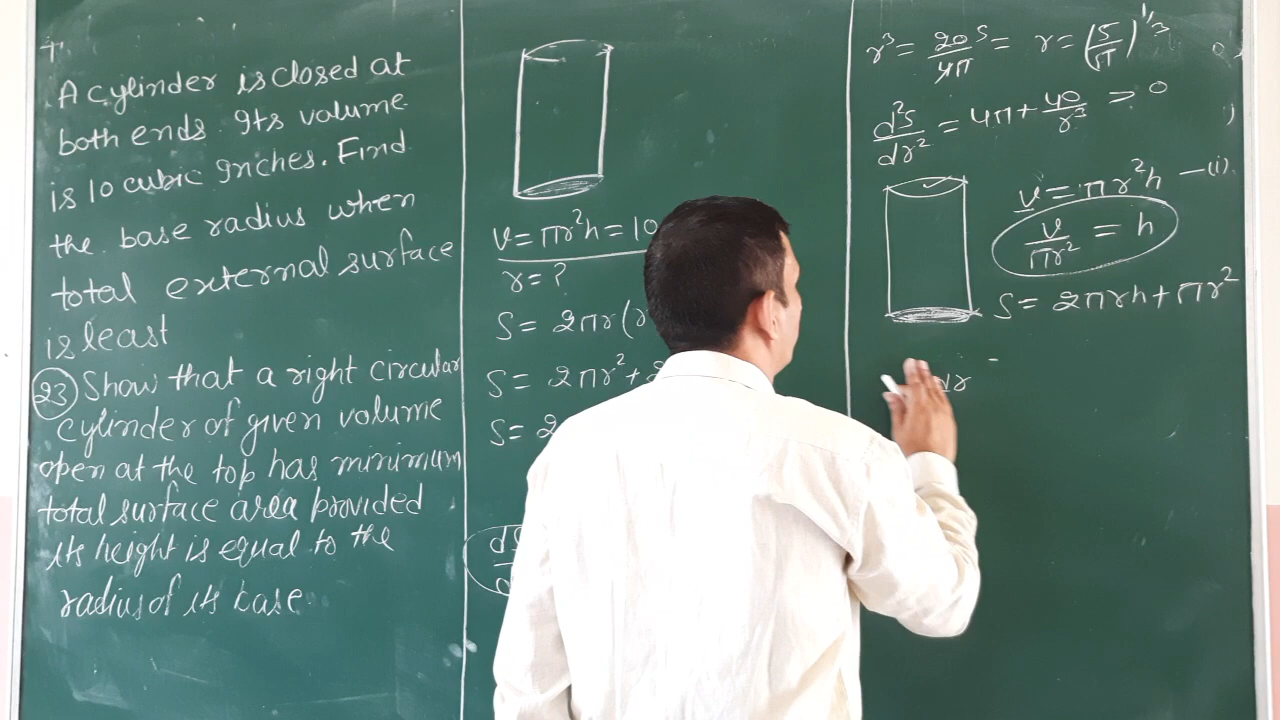 A cylinder is closed at
both ends. Its volume
is 10 cubic Inches. Find
the base radius when
total external surface
is least
23 Show that a right circular
cylinder of given volume
open at the top has minimum
total surface area provided
its height is equal to the
radius of its base.
v = πr²h = 10
r = ?
S = 2πr(
S = 2πr² +
S = 2
r³ = 20/4π 5 = r = (5/π)^1/3
d²s/dr² = 4π + 40/r³ > 0
v = πr²h —(i).
v/πr² = h
S = 2πrh + πr²
dr